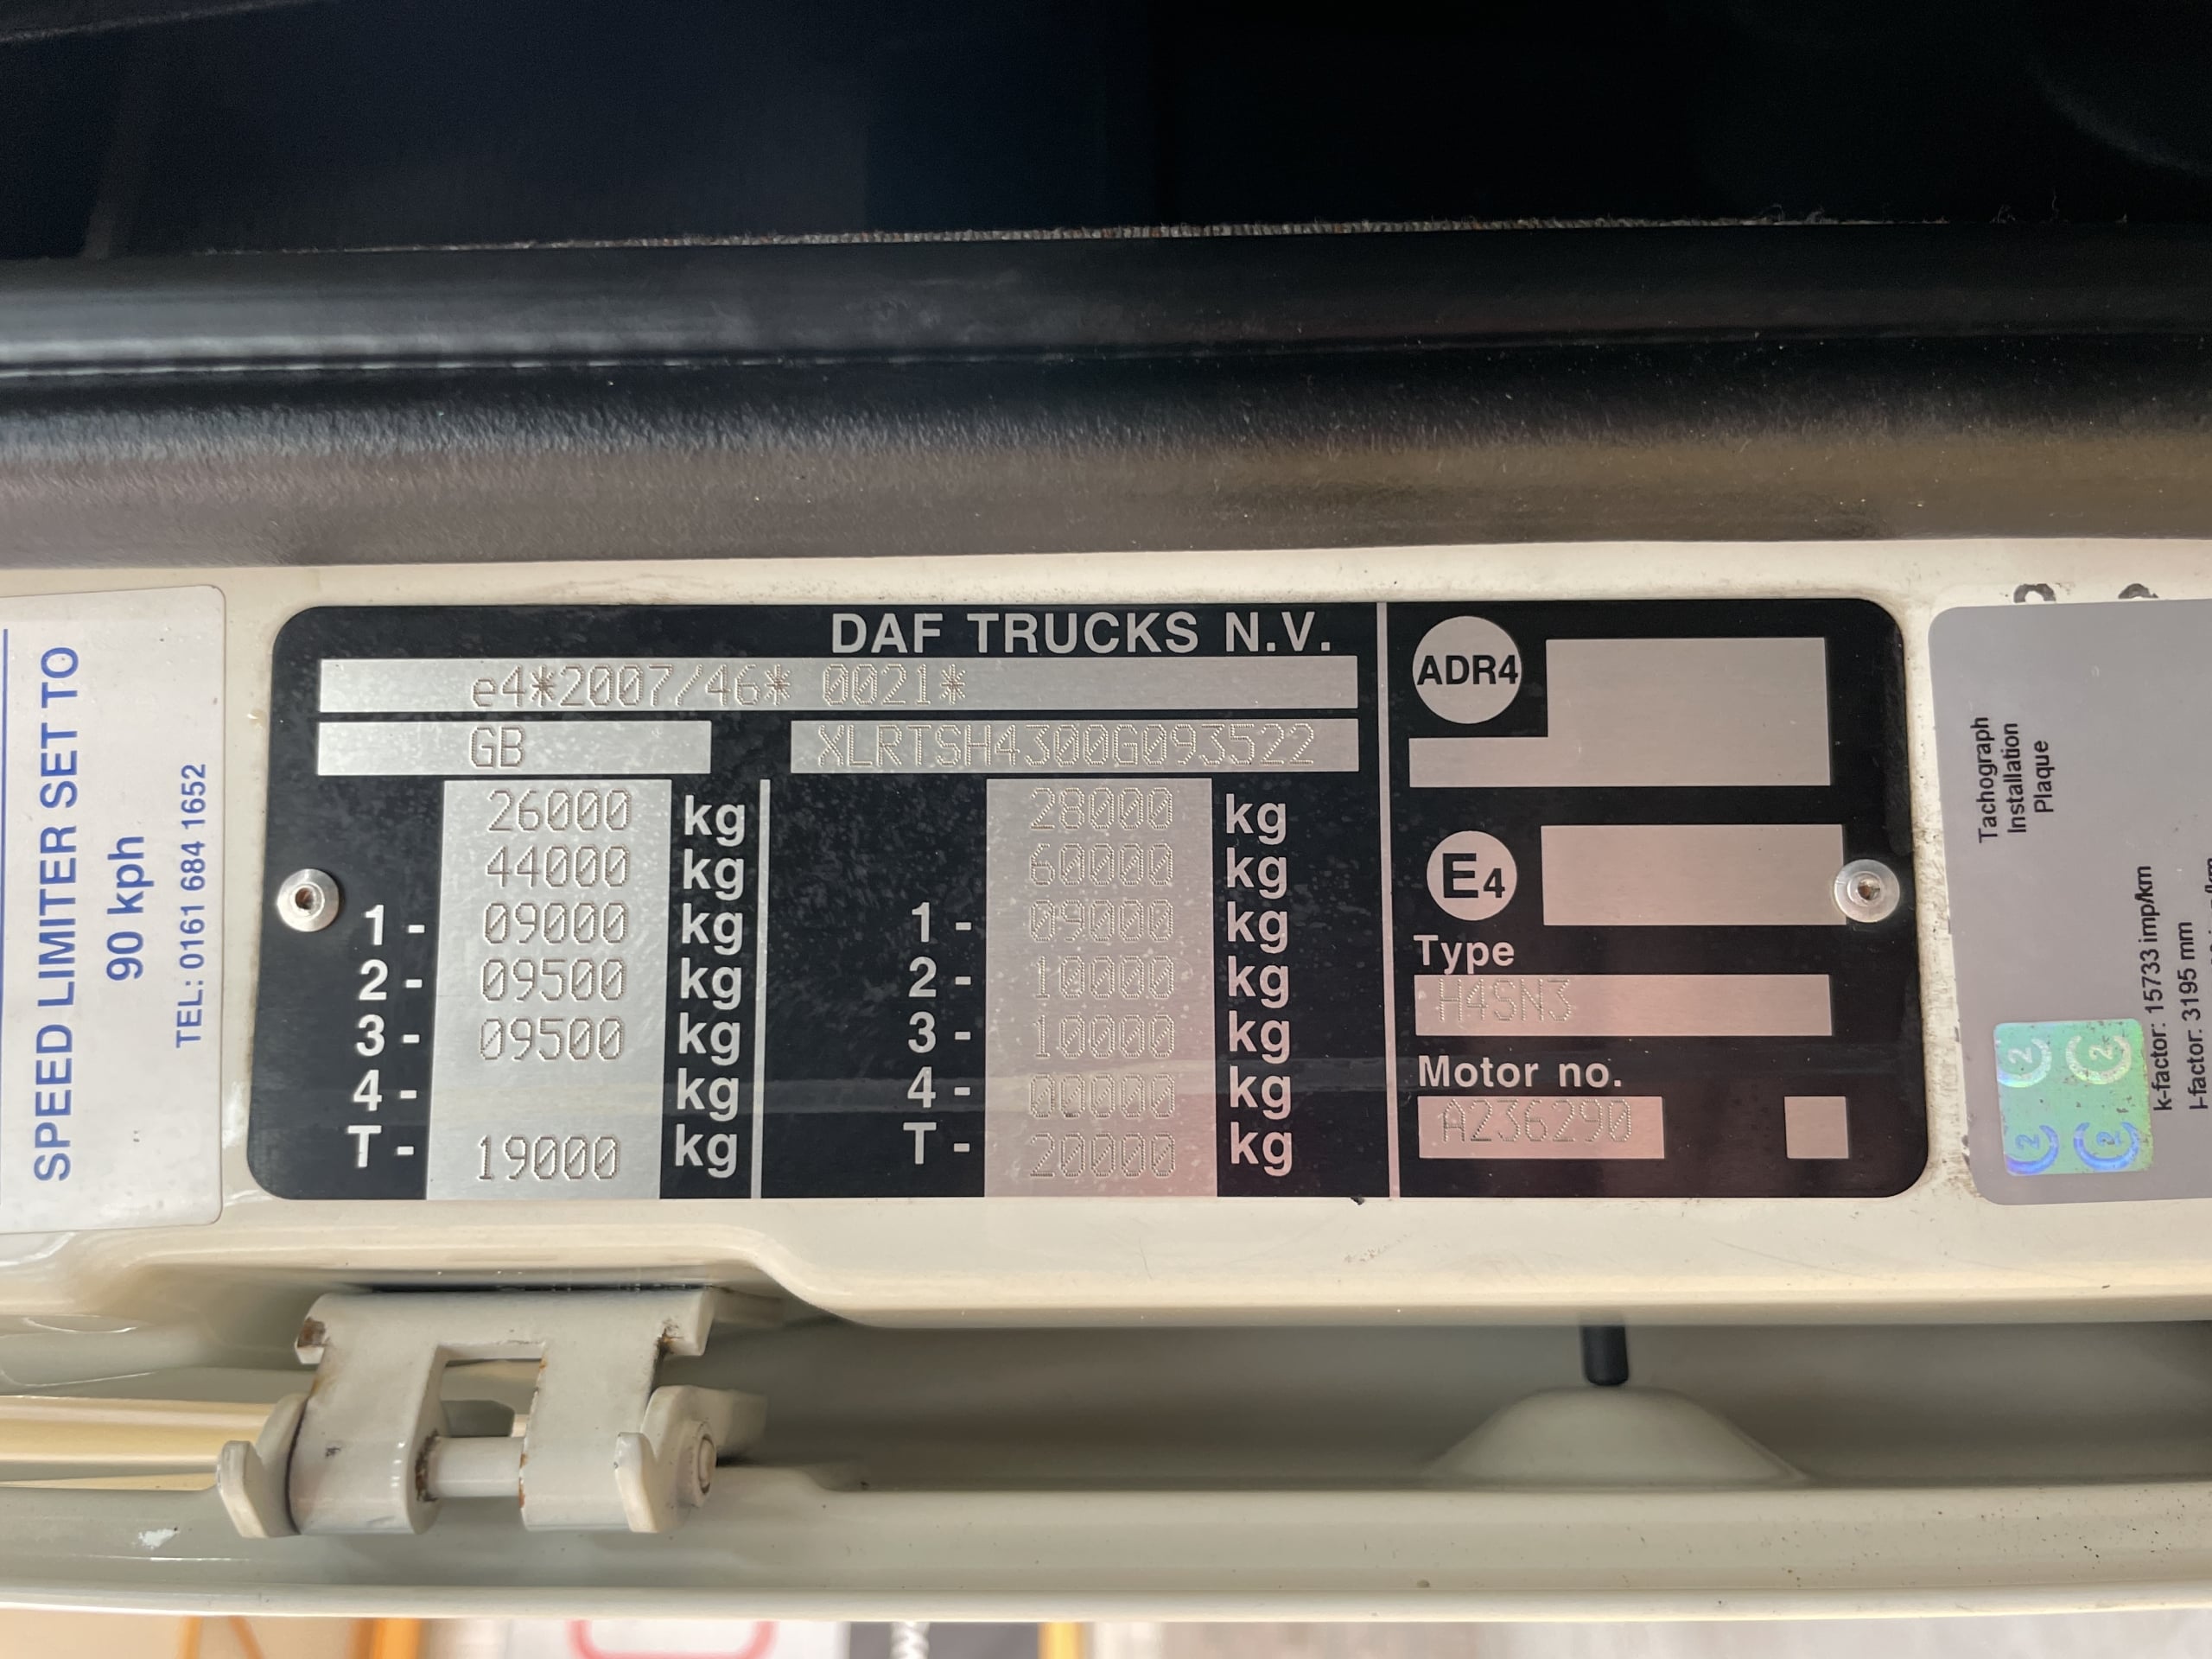 SPEED LIMITER SET TO
90 kph
TEL: 0161 684 1652
DAF TRUCKS N.V.
e4*2007/46* 0021*
GB XLRTSH4300G093522
26000 kg 28000 kg
44000 kg 60000 kg
1 - 09000 kg 1 - 09000 kg
2 - 09500 kg 2 - 10000 kg
3 - 09500 kg 3 - 10000 kg
4 - kg 4 - 00000 kg
T - 19000 kg T - 20000 kg
ADR4
E4
Type
H4SN3
Motor no.
A236290
Tachograph
Installation
Plaque
k-factor: 15733 imp/km
l-factor: 3195 mm